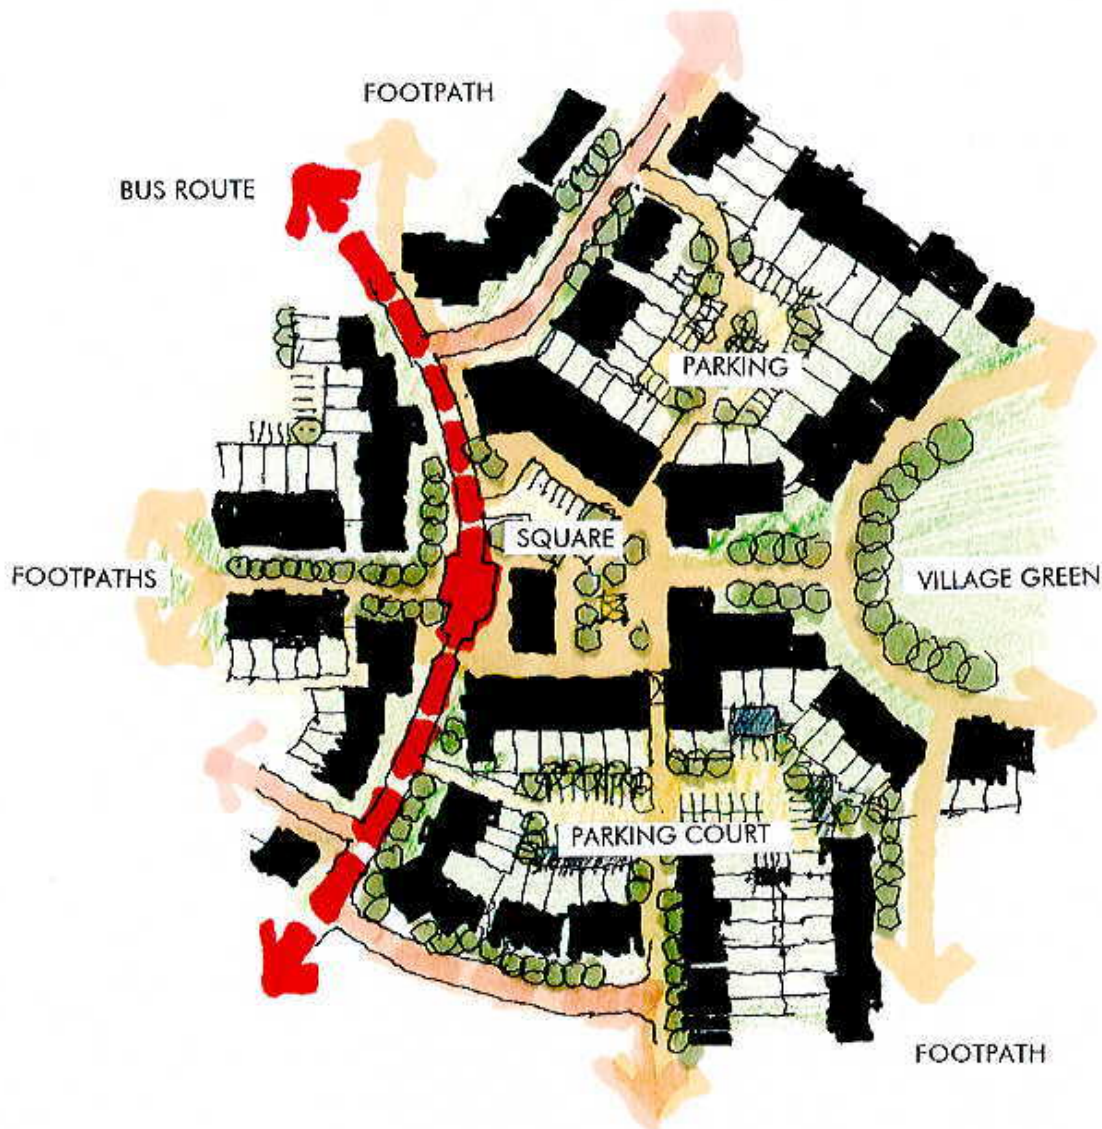 FOOTPATH
BUS ROUTE
PARKING
SQUARE
FOOTPATHS
VILLAGE GREEN
PARKING COURT
FOOTPATH